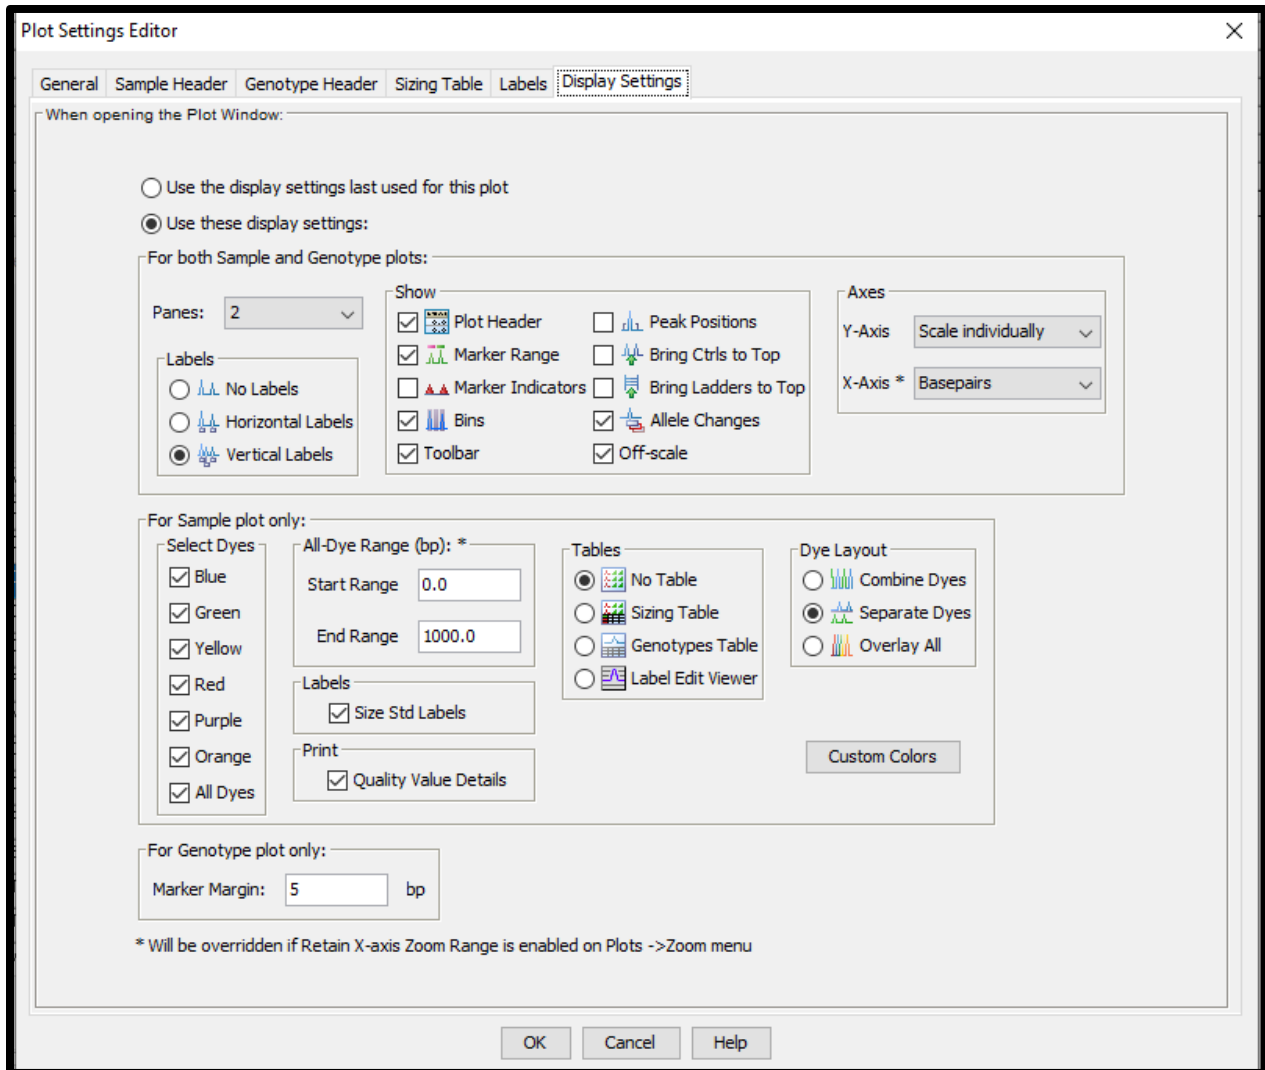 Plot Settings Editor
General Sample Header Genotype Header Sizing Table Labels Display Settings
When opening the Plot Window:
Use the display settings last used for this plot
Use these display settings:
For both Sample and Genotype plots:
Panes: 2
Labels
No Labels
Horizontal Labels
Vertical Labels
Show
Plot Header
Marker Range
Marker Indicators
Bins
Toolbar
Peak Positions
Bring Ctrls to Top
Bring Ladders to Top
Allele Changes
Off-scale
Axes
Y-Axis Scale individually
X-Axis * Basepairs
For Sample plot only:
Select Dyes
Blue
Green
Yellow
Red
Purple
Orange
All Dyes
All-Dye Range (bp): *
Start Range 0.0
End Range 1000.0
Labels
Size Std Labels
Print
Quality Value Details
Tables
No Table
Sizing Table
Genotypes Table
Label Edit Viewer
Dye Layout
Combine Dyes
Separate Dyes
Overlay All
Custom Colors
For Genotype plot only:
Marker Margin: 5 bp
* Will be overridden if Retain X-axis Zoom Range is enabled on Plots ->Zoom menu
OK Cancel Help